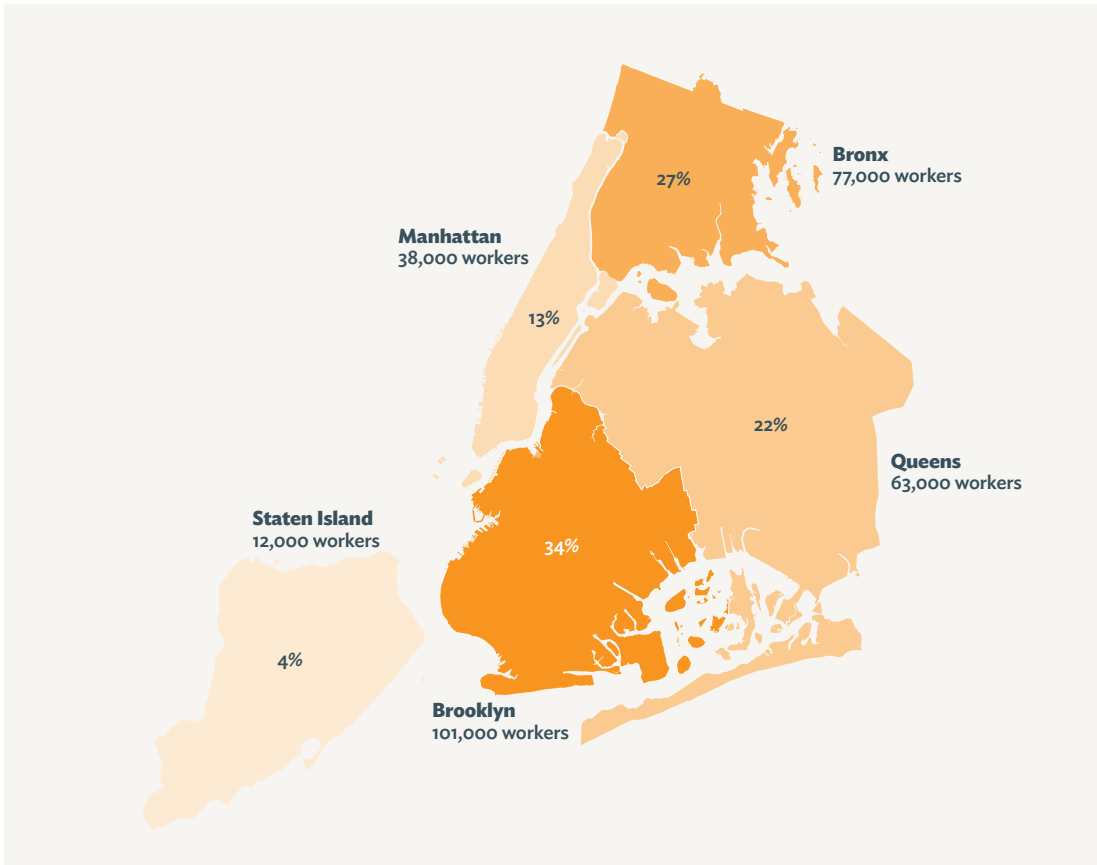 Bronx
77,000 workers
27%
Manhattan
38,000 workers
13%
22%
Queens
63,000 workers
Staten Island
12,000 workers
34%
4%
Brooklyn
101,000 workers